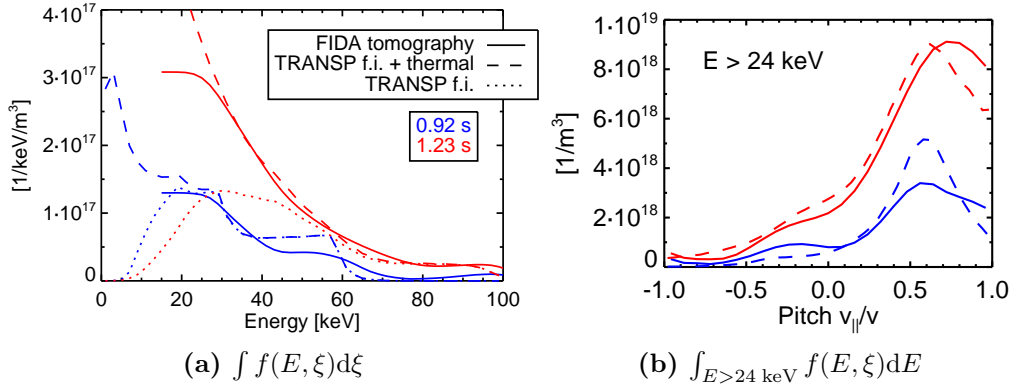 4·10^17
3·10^17
2·10^17
1·10^17
0
[1/keV/m^3]
FIDA tomography
TRANSP f.i. + thermal
TRANSP f.i.
0.92 s
1.23 s
0 20 40 60 80 100
Energy [keV]
(a) ∫ f(E, ξ)dξ
1·10^19
8·10^18
6·10^18
4·10^18
2·10^18
0
[1/m^3]
E > 24 keV
-1.0 -0.5 0.0 0.5 1.0
Pitch v_||/v
(b) ∫_{E>24 keV} f(E, ξ)dE